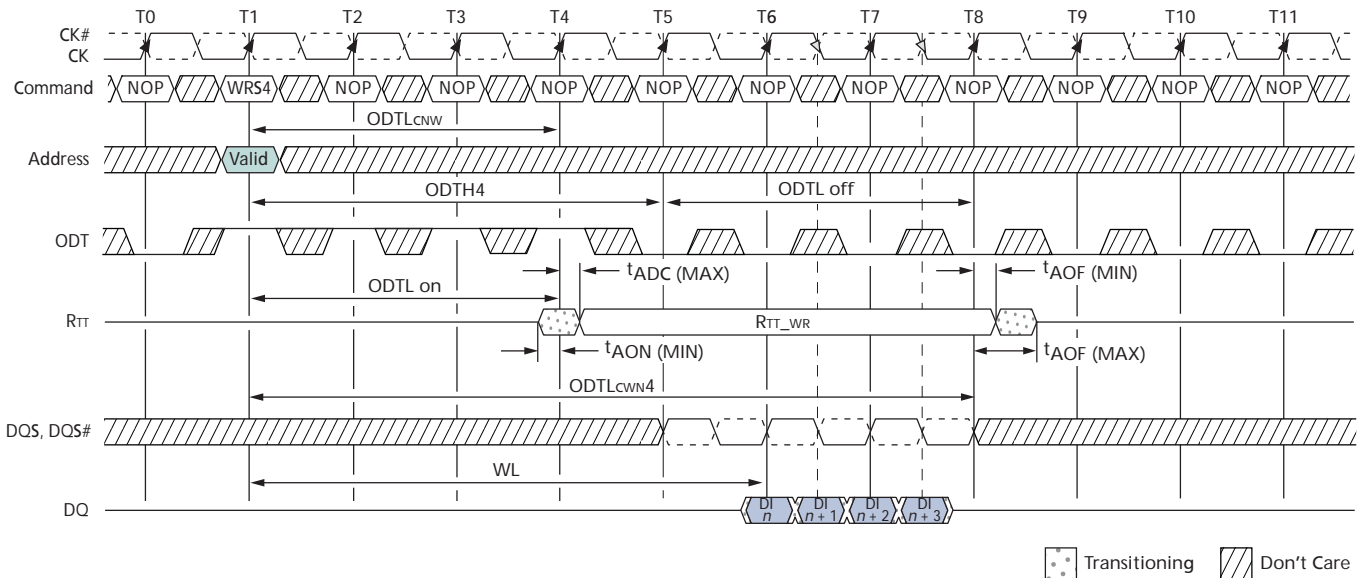 T0 T1 T2 T3 T4 T5 T6 T7 T8 T9 T10 T11
CK#
CK
Command NOP WRS4 NOP NOP NOP NOP NOP NOP NOP NOP NOP NOP
ODTLCNW
Address Valid
ODTH4 ODTL off
ODT
tADC (MAX) tAOF (MIN)
ODTL on
RTT RTT_WR
tAON (MIN) tAOF (MAX)
ODTLCWN4
DQS, DQS#
WL
DQ DI n DI n + 1 DI n + 2 DI n + 3
Transitioning Don't Care